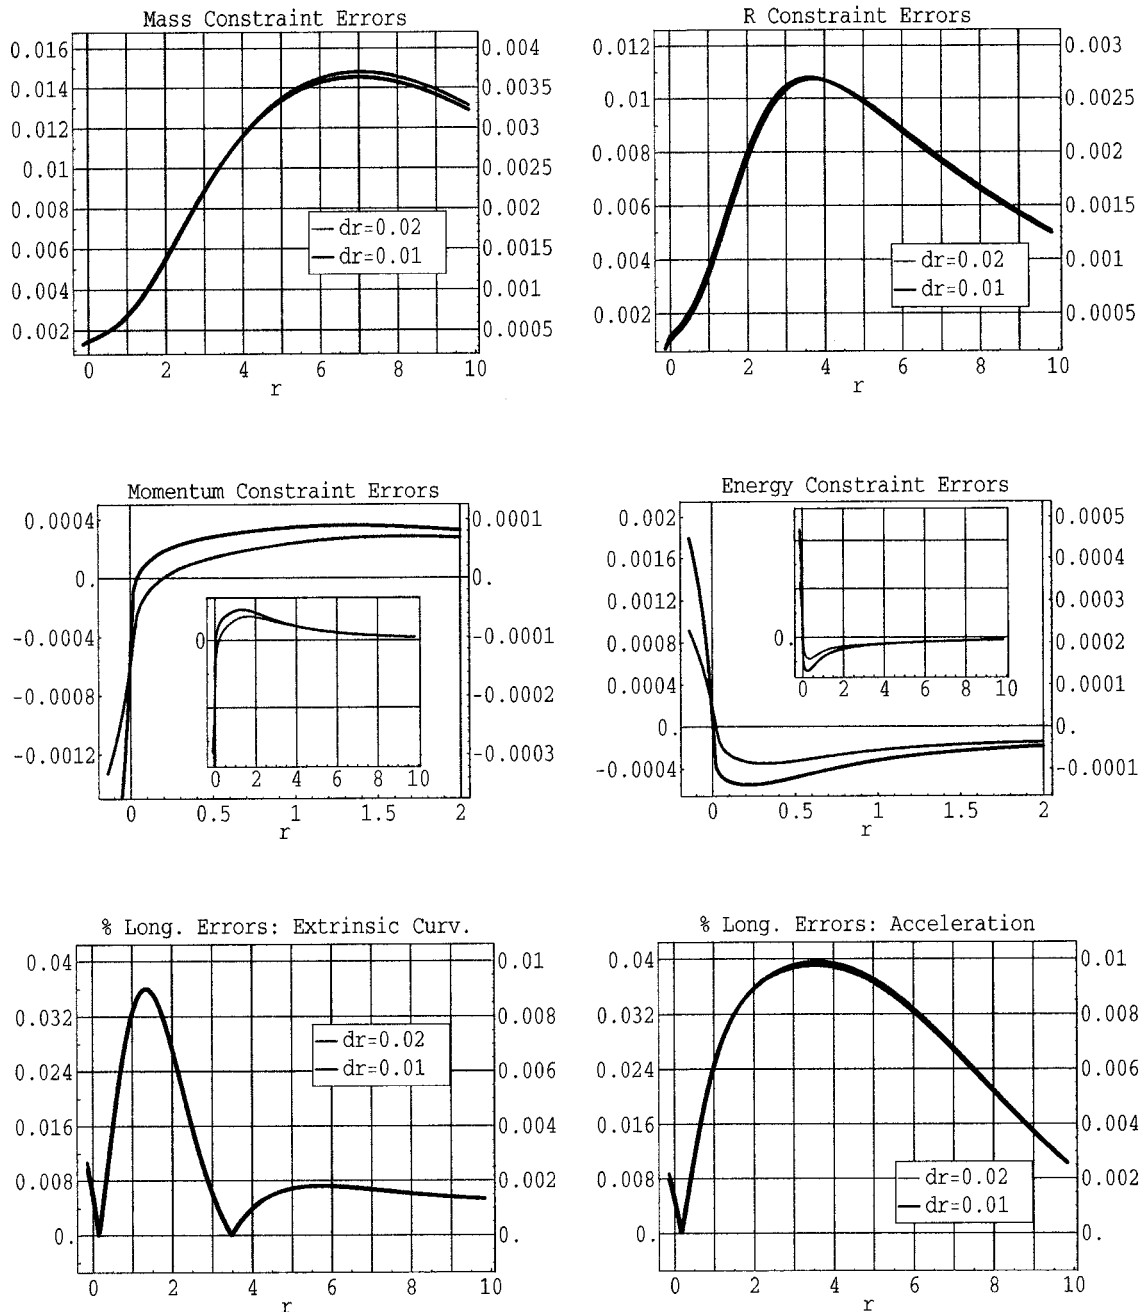 Mass Constraint Errors
0.016
0.014
0.012
0.01
0.008
0.006
0.004
0.002
0.004
0.0035
0.003
0.0025
0.002
0.0015
0.001
0.0005
dr=0.02
dr=0.01
0 2 4 6 8 10
r
R Constraint Errors
0.012
0.01
0.008
0.006
0.004
0.002
0.003
0.0025
0.002
0.0015
0.001
0.0005
dr=0.02
dr=0.01
0 2 4 6 8 10
r
Momentum Constraint Errors
0.0004
0.
-0.0004
-0.0008
-0.0012
0.0001
0.
-0.0001
-0.0002
-0.0003
0
0 2 4 6 8 10
0 0.5 1 1.5 2
r
Energy Constraint Errors
0.002
0.0016
0.0012
0.0008
0.0004
0.
-0.0004
0.0005
0.0004
0.0003
0.0002
0.0001
0.
-0.0001
0.
0 2 4 6 8 10
0 0.5 1 1.5 2
r
% Long. Errors: Extrinsic Curv.
0.04
0.032
0.024
0.016
0.008
0.
0.01
0.008
0.006
0.004
0.002
0.
dr=0.02
dr=0.01
0 2 4 6 8 10
r
% Long. Errors: Acceleration
0.04
0.032
0.024
0.016
0.008
0.
0.01
0.008
0.006
0.004
0.002
0.
dr=0.02
dr=0.01
0 2 4 6 8 10
r